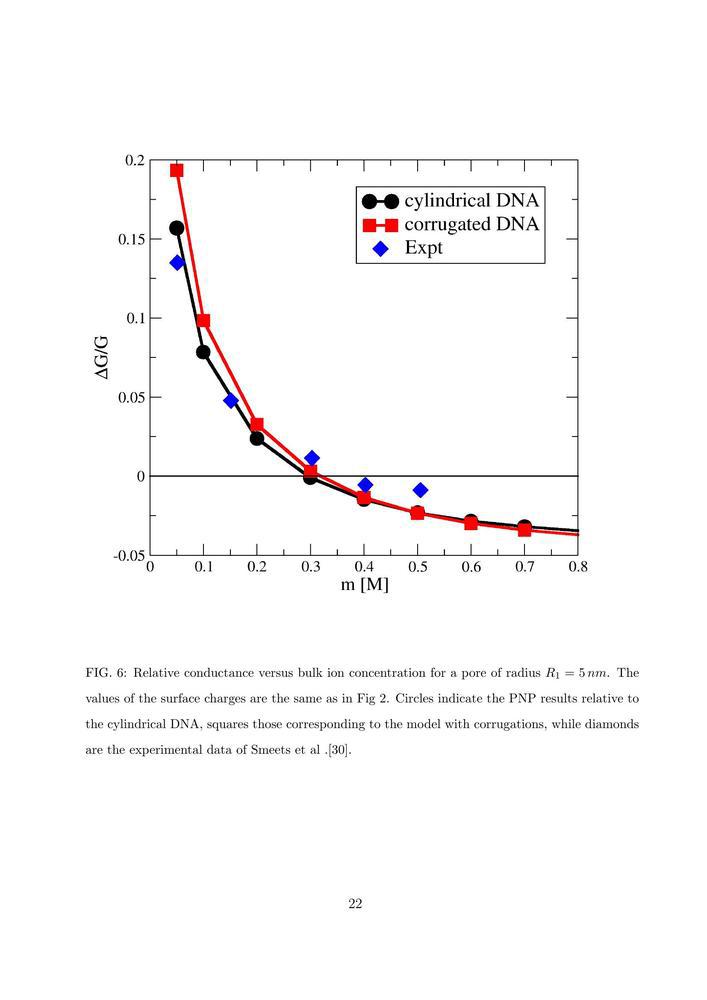 0.2
cylindrical DNA
corrugated DNA
Expt
0.15
0.1
ΔG/G
0.05
0
-0.05
0 0.1 0.2 0.3 0.4 0.5 0.6 0.7 0.8
m [M]
FIG. 6: Relative conductance versus bulk ion concentration for a pore of radius R₁ = 5 nm. The
values of the surface charges are the same as in Fig 2. Circles indicate the PNP results relative to
the cylindrical DNA, squares those corresponding to the model with corrugations, while diamonds
are the experimental data of Smeets et al .[30].
22